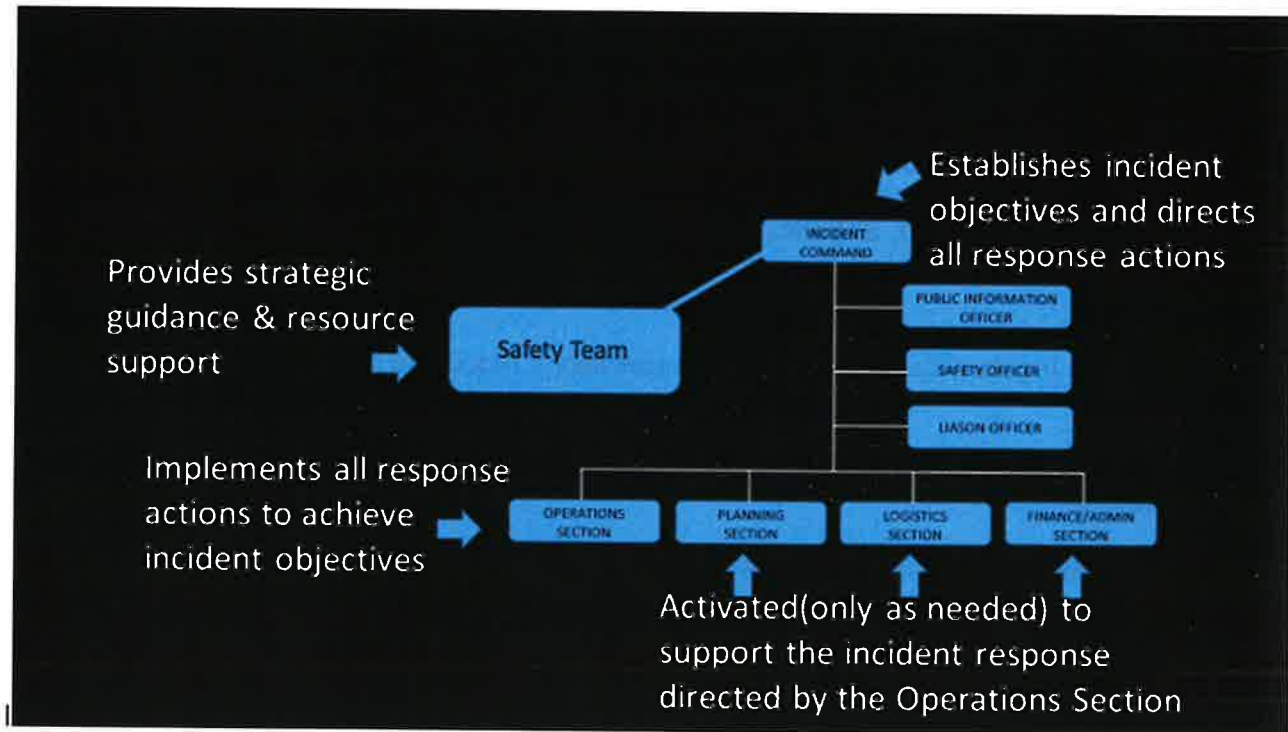 Establishes incident
objectives and directs
all response actions
INCIDENT
COMMAND
Provides strategic
guidance & resource
support
Safety Team
PUBLIC INFORMATION
OFFICER
SAFETY OFFICER
LIASON OFFICER
Implements all response
actions to achieve
incident objectives
OPERATIONS
SECTION
PLANNING
SECTION
LOGISTICS
SECTION
FINANCE/ADMIN
SECTION
Activated(only as needed) to
support the incident response
directed by the Operations Section